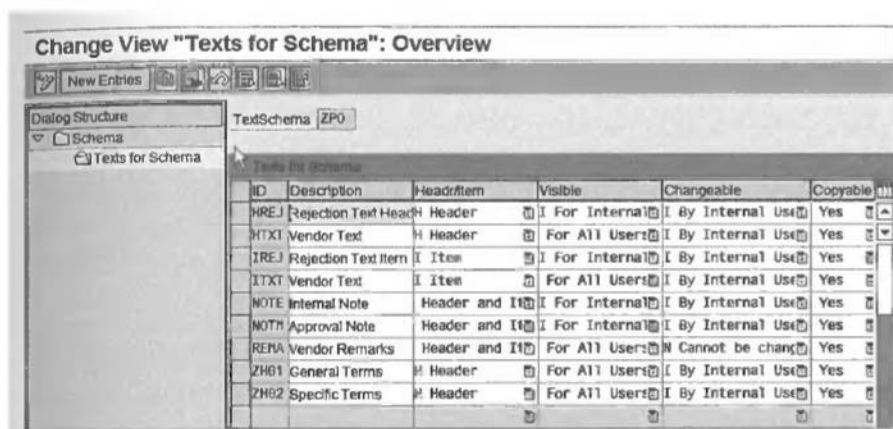 Change View "Texts for Schema": Overview
New Entries
Dialog Structure
Schema
Texts for Schema
TextSchema ZP0
Texts for Schema
ID Description Headr/Item Visible Changeable Copyable
HREJ Rejection Text Head H Header I For Internal I By Internal Use Yes
HTXT Vendor Text H Header For All Users I By Internal Use Yes
IREJ Rejection Text Item I Item I For Internal I By Internal Use Yes
ITXT Vendor Text I Item For All Users I By Internal Use Yes
NOTE Internal Note Header and It I For Internal I By Internal Use Yes
NOTM Approval Note Header and It I For Internal I By Internal Use Yes
REMA Vendor Remarks Header and It For All Users N Cannot be chang Yes
ZH01 General Terms H Header For All Users I By Internal Use Yes
ZH02 Specific Terms H Header For All Users I By Internal Use Yes